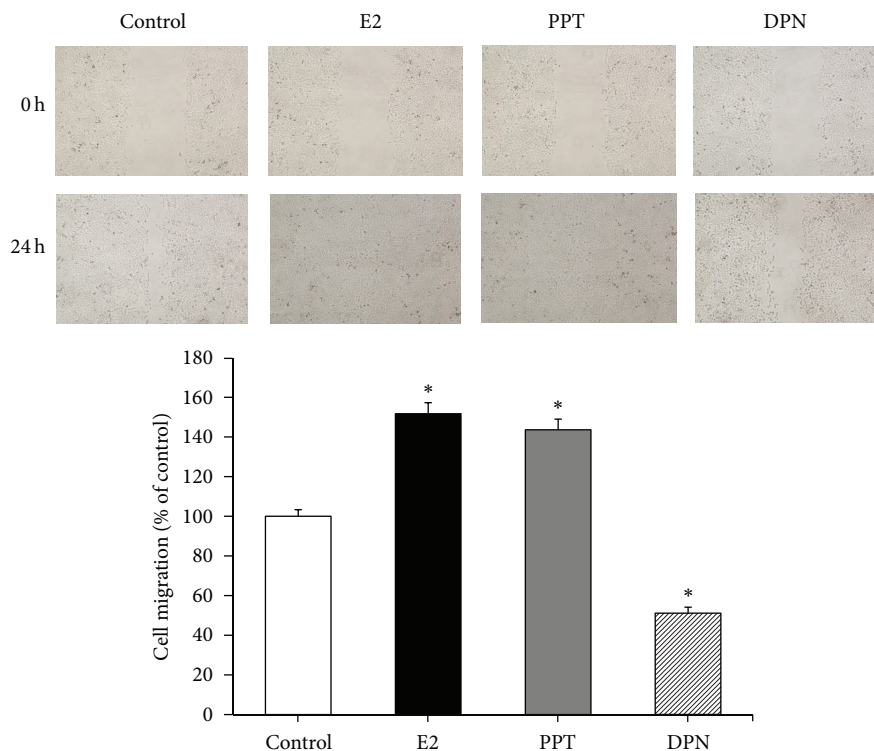 Control E2 PPT DPN
0 h
24 h
180
160
140
120
100
80
60
40
20
0
Cell migration (% of control)
*
*
*
Control E2 PPT DPN